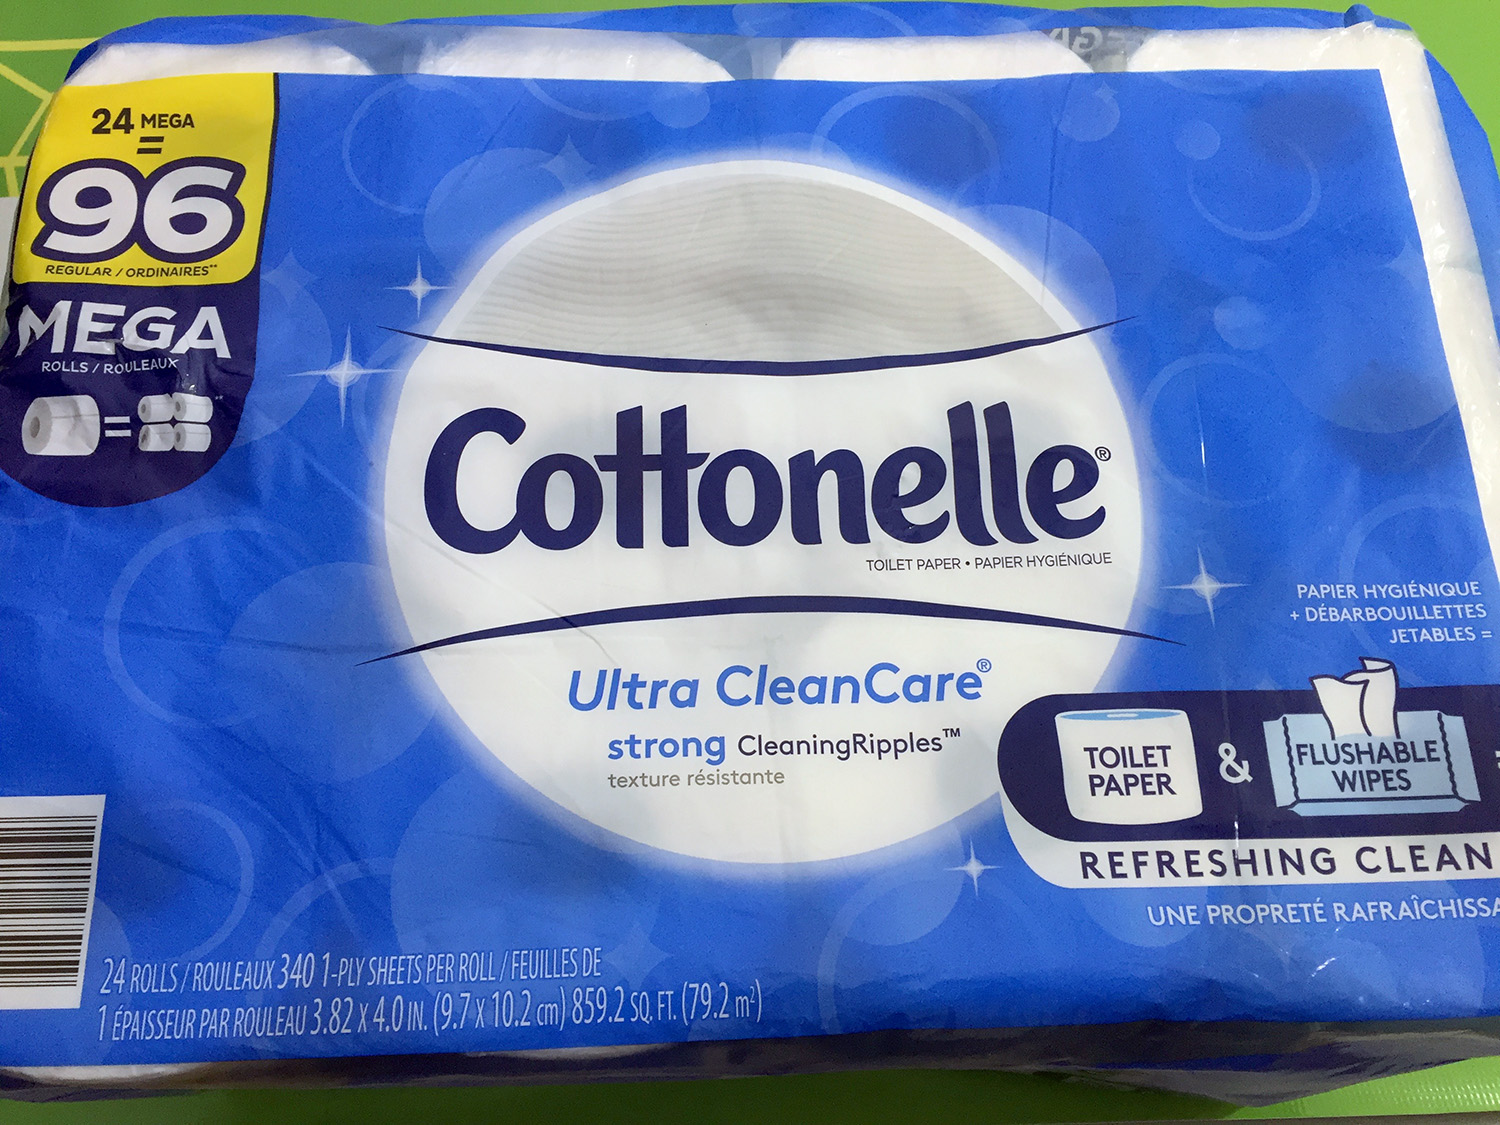 24 MEGA
=
96
REGULAR / ORDINAIRES**
MEGA
ROLLS / ROULEAUX
=
**
Cottonelle®
TOILET PAPER • PAPIER HYGIÉNIQUE
Ultra CleanCare®
strong CleaningRipples™
texture résistante
PAPIER HYGIÉNIQUE
+ DÉBARBOUILLETTES
JETABLES =
TOILET
PAPER
&
FLUSHABLE
WIPES
REFRESHING CLEAN
UNE PROPRETÉ RAFRAÎCHISSA
24 ROLLS / ROULEAUX 340 1-PLY SHEETS PER ROLL / FEUILLES DE
1 ÉPAISSEUR PAR ROULEAU 3.82 X 4.0 IN. (9.7 X 10.2 cm) 859.2 SQ. FT. (79.2 m²)